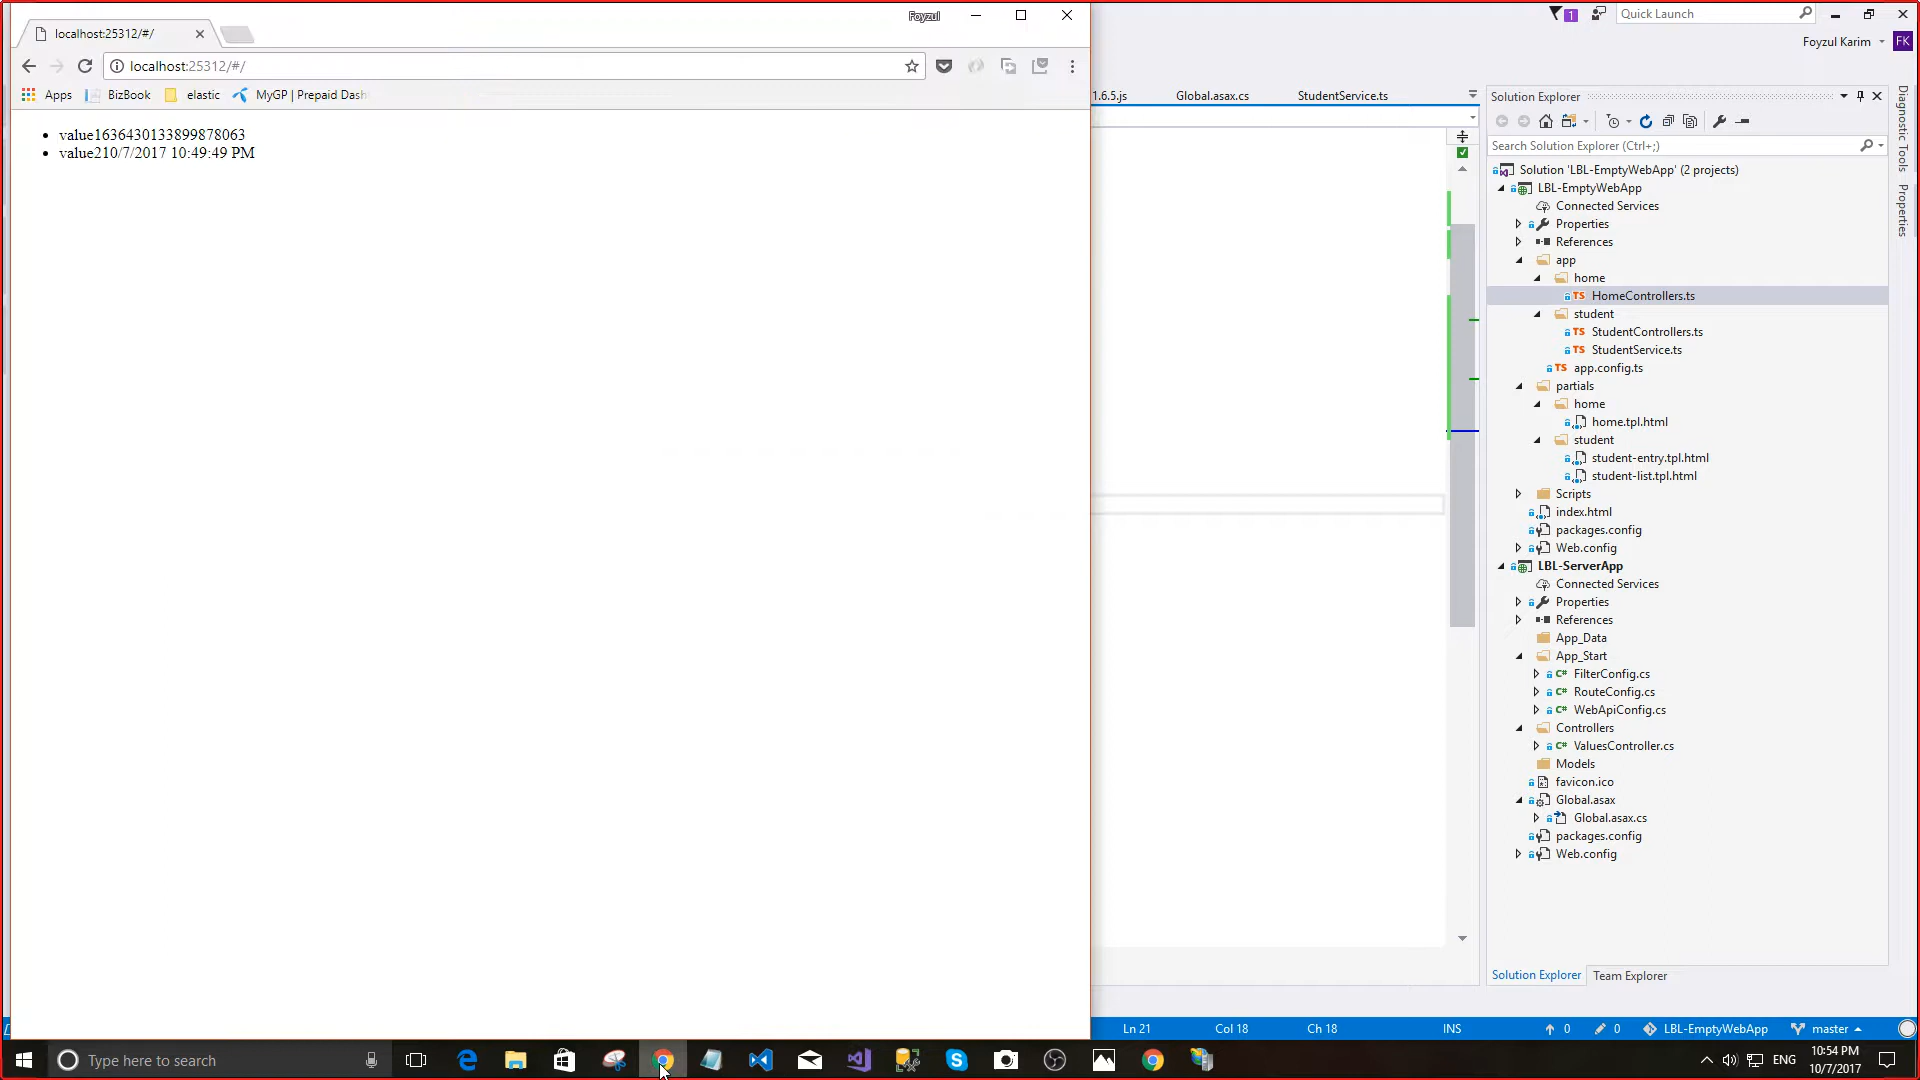 Foyzul
localhost:25312/#/
localhost:25312/#/
Apps
BizBook
elastic
MyGP | Prepaid Dash
value1636430133899878063
value210/7/2017 10:49:49 PM
1
Quick Launch
Foyzul Karim
FK
1.6.5.js
Global.asax.cs
StudentService.ts
Solution Explorer
Search Solution Explorer (Ctrl+;)
Solution 'LBL-EmptyWebApp' (2 projects)
LBL-EmptyWebApp
Connected Services
Properties
References
app
home
TS HomeControllers.ts
student
TS StudentControllers.ts
TS StudentService.ts
TS app.config.ts
partials
home
home.tpl.html
student
student-entry.tpl.html
student-list.tpl.html
Scripts
index.html
packages.config
Web.config
LBL-ServerApp
Connected Services
Properties
References
App_Data
App_Start
C# FilterConfig.cs
C# RouteConfig.cs
C# WebApiConfig.cs
Controllers
C# ValuesController.cs
Models
favicon.ico
Global.asax
Global.asax.cs
packages.config
Web.config
Solution Explorer
Team Explorer
Diagnostic Tools
Properties
Ln 21
Col 18
Ch 18
INS
0
0
LBL-EmptyWebApp
master
Type here to search
ENG
10:54 PM
10/7/2017